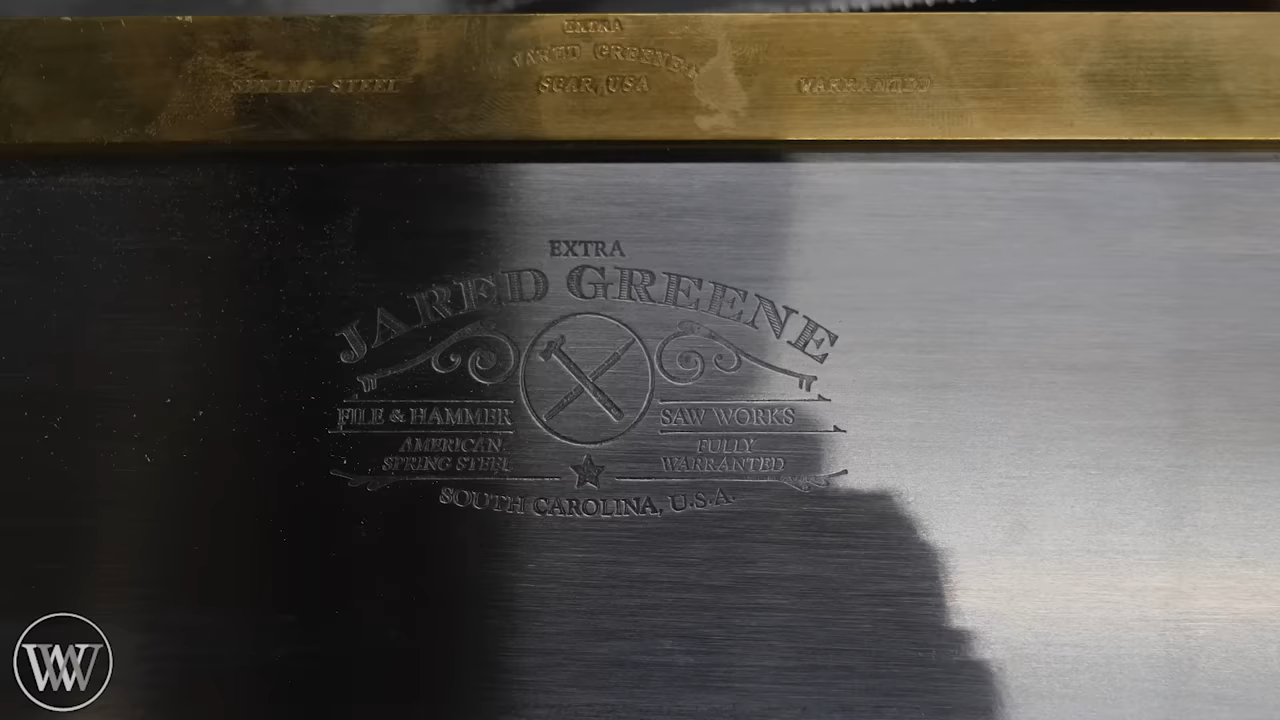 EXTRA
JARED GREENE
SPRING STEEL
SCAR, USA
WARRANTED
EXTRA
JARED GREENE
FILE & HAMMER
SAW WORKS
AMERICAN
SPRING STEEL
FULLY
WARRANTED
SOUTH CAROLINA, U.S.A.
WW